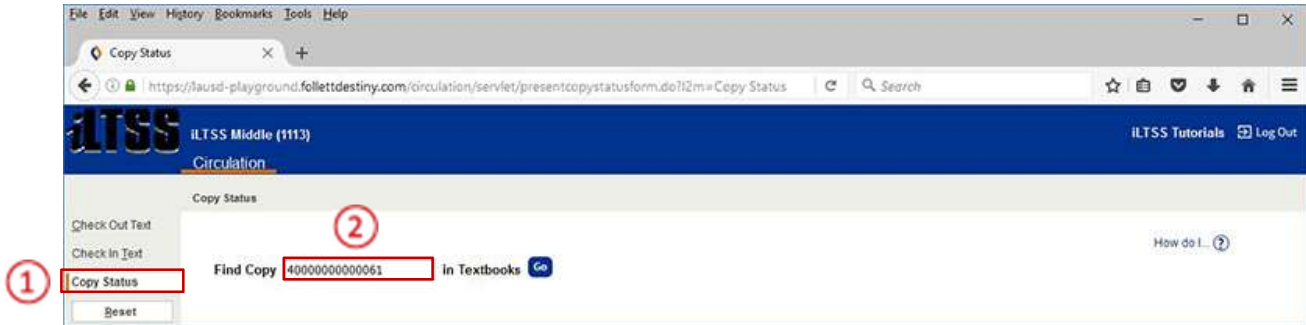 File Edit View History Bookmarks Tools Help
Copy Status
https://lausd-playground.follettdestiny.com/circulation/servlet/presentcopystatusform.do?l2m=Copy Status
Search
iLTSS iLTSS Middle (1113) iLTSS Tutorials Log Out
Circulation
Copy Status
Check Out Text
2
How do I... ?
Check In Text
Find Copy 40000000000061 in Textbooks Go
1 Copy Status
Reset